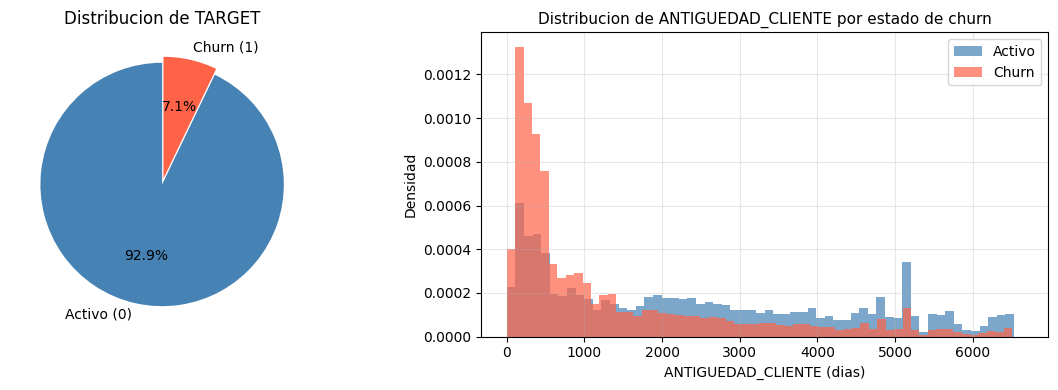 Distribucion de TARGET
Churn (1)
7.1%
92.9%
Activo (0)
Distribucion de ANTIGUEDAD_CLIENTE por estado de churn
Activo
Churn
Densidad
0.0012
0.0010
0.0008
0.0006
0.0004
0.0002
0.0000
0 1000 2000 3000 4000 5000 6000
ANTIGUEDAD_CLIENTE (dias)